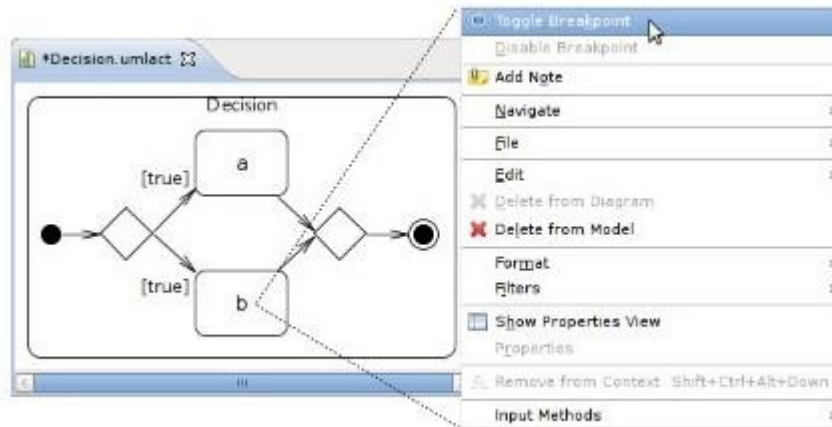 *Decision.umlact
Decision
[true]
a
[true]
b
Toggle Breakpoint
Disable Breakpoint
Add Note
Navigate
File
Edit
Delete from Diagram
Delete from Model
Format
Filters
Show Properties View
Properties
Remove from Context Shift+Ctrl+Alt+Down
Input Methods